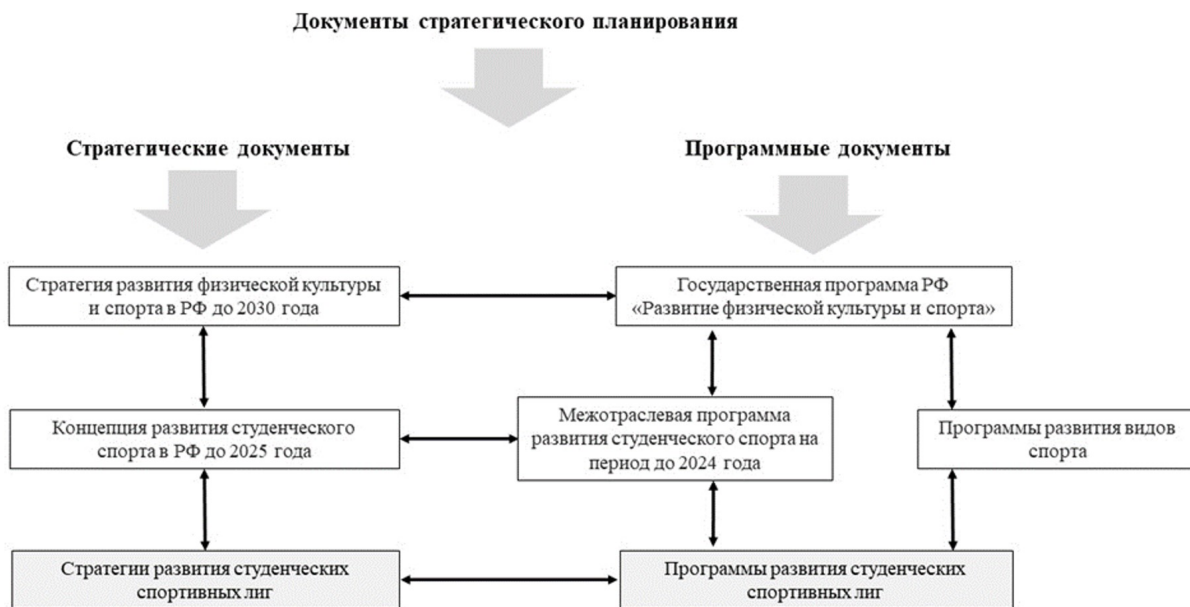 Документы стратегического планирования
Стратегические документы
Программные документы
Стратегия развития физической культуры
и спорта в РФ до 2030 года
Государственная программа РФ
«Развитие физической культуры и спорта»
Концепция развития студенческого
спорта в РФ до 2025 года
Межотраслевая программа
развития студенческого спорта на
период до 2024 года
Программы развития видов
спорта
Стратегии развития студенческих
спортивных лиг
Программы развития студенческих
спортивных лиг